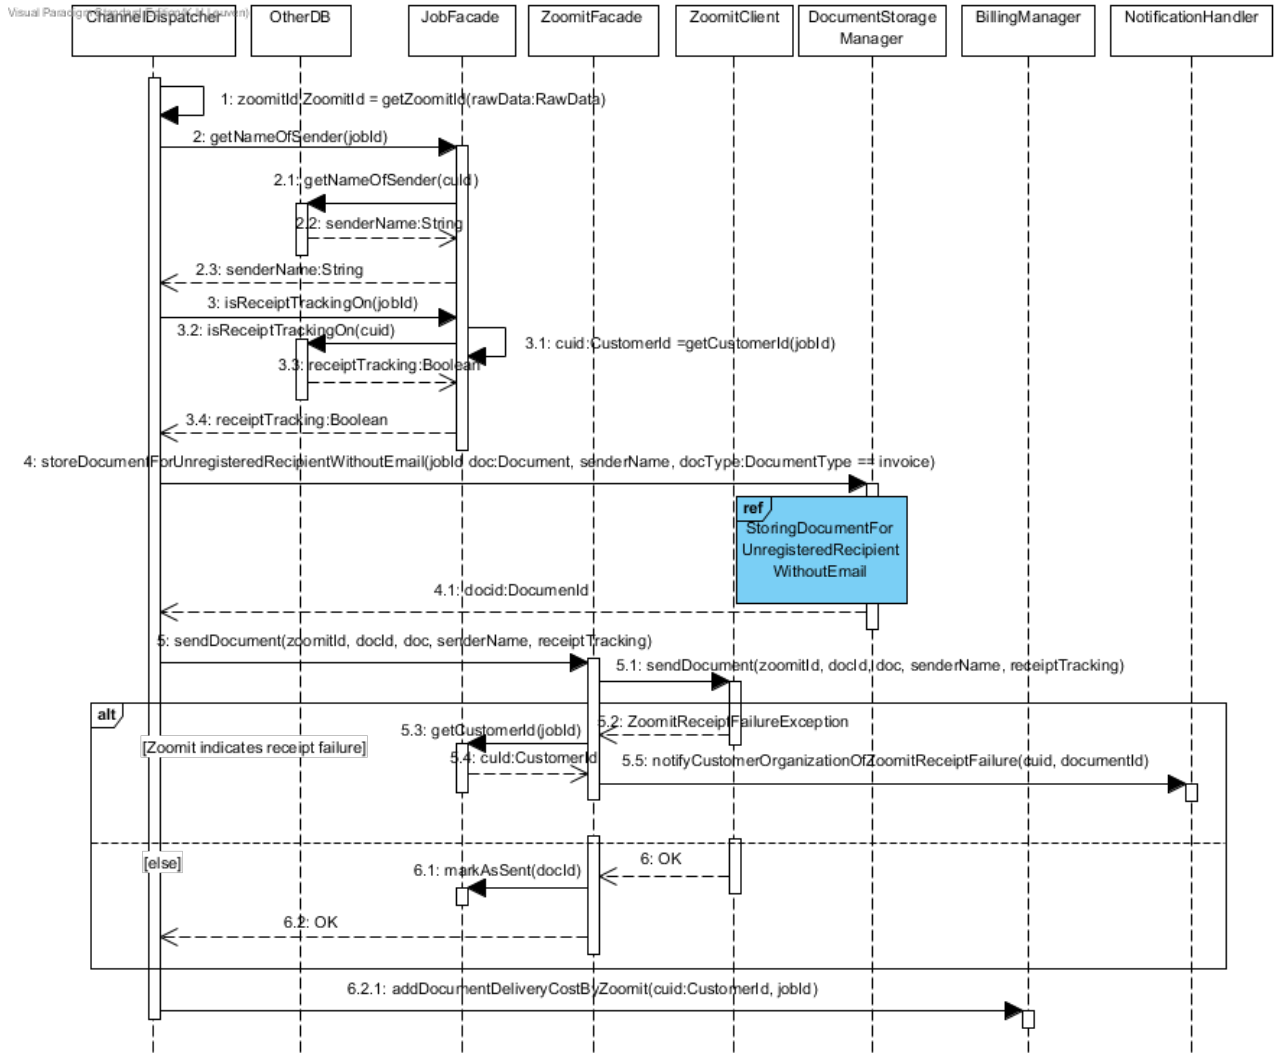 Visual Paradigm Standard Edition(K.U.Leuven)
ChannelDispatcher
OtherDB
JobFacade
ZoomitFacade
ZoomitClient
DocumentStorage
Manager
BillingManager
NotificationHandler
1: zoomitId:ZoomitId = getZoomitId(rawData:RawData)
2: getNameOfSender(jobId)
2.1: getNameOfSender(cuId)
2.2: senderName:String
2.3: senderName:String
3: isReceiptTrackingOn(jobId)
3.2: isReceiptTrackingOn(cuid)
3.1: cuid:CustomerId =getCustomerId(jobId)
3.3: receiptTracking:Boolean
3.4: receiptTracking:Boolean
4: storeDocumentForUnregisteredRecipientWithoutEmail(jobId doc:Document, senderName, docType:DocumentType == invoice)
ref
StoringDocumentFor
UnregisteredRecipient
WithoutEmail
4.1: docid:DocumenId
5: sendDocument(zoomitId, docId, doc, senderName, receiptTracking)
5.1: sendDocument(zoomitId, docId, doc, senderName, receiptTracking)
alt
[Zoomit indicates receipt failure]
5.2: ZoomitReceiptFailureException
5.3: getCustomerId(jobId)
5.4: cuId:CustomerId
5.5: notifyCustomerOrganizationOfZoomitReceiptFailure(cuid, documentId)
[else]
6: OK
6.1: markAsSent(docId)
6.2: OK
6.2.1: addDocumentDeliveryCostByZoomit(cuid:CustomerId, jobId)